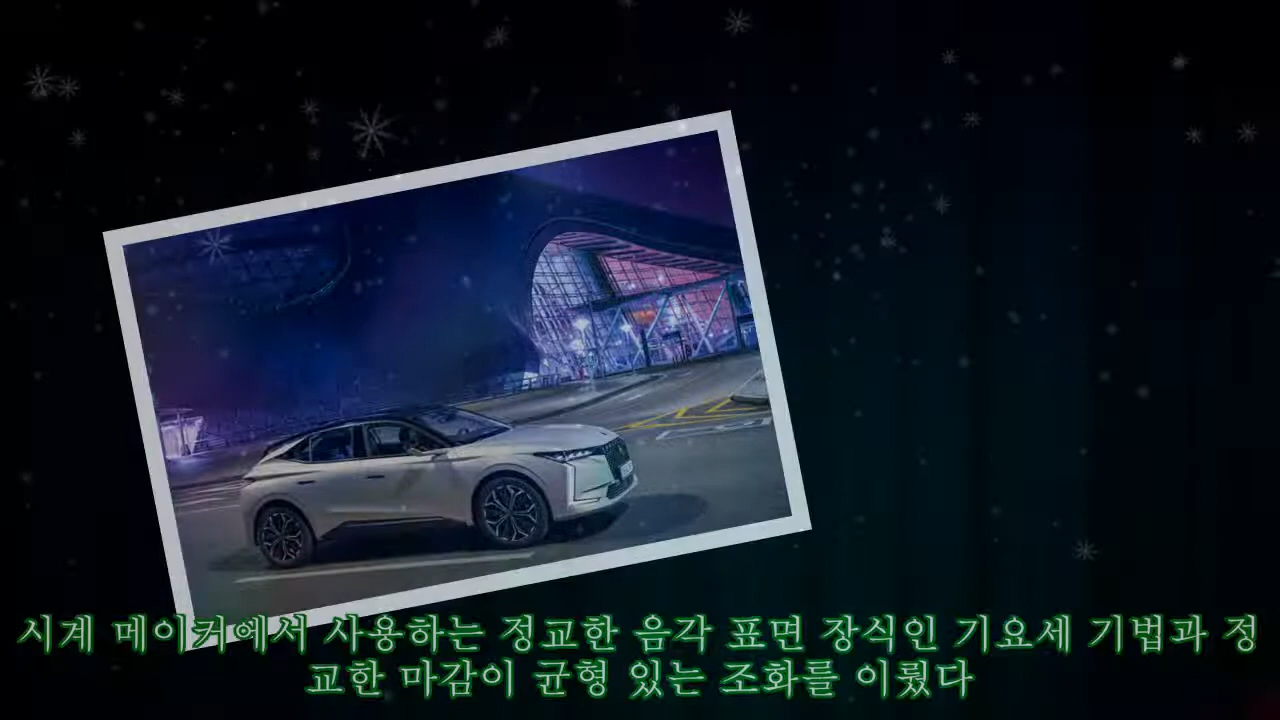 시계 메이커에서 사용하는 정교한 음각 표면 장식인 기요세 기법과 정
교한 마감이 균형 있는 조화를 이뤘다